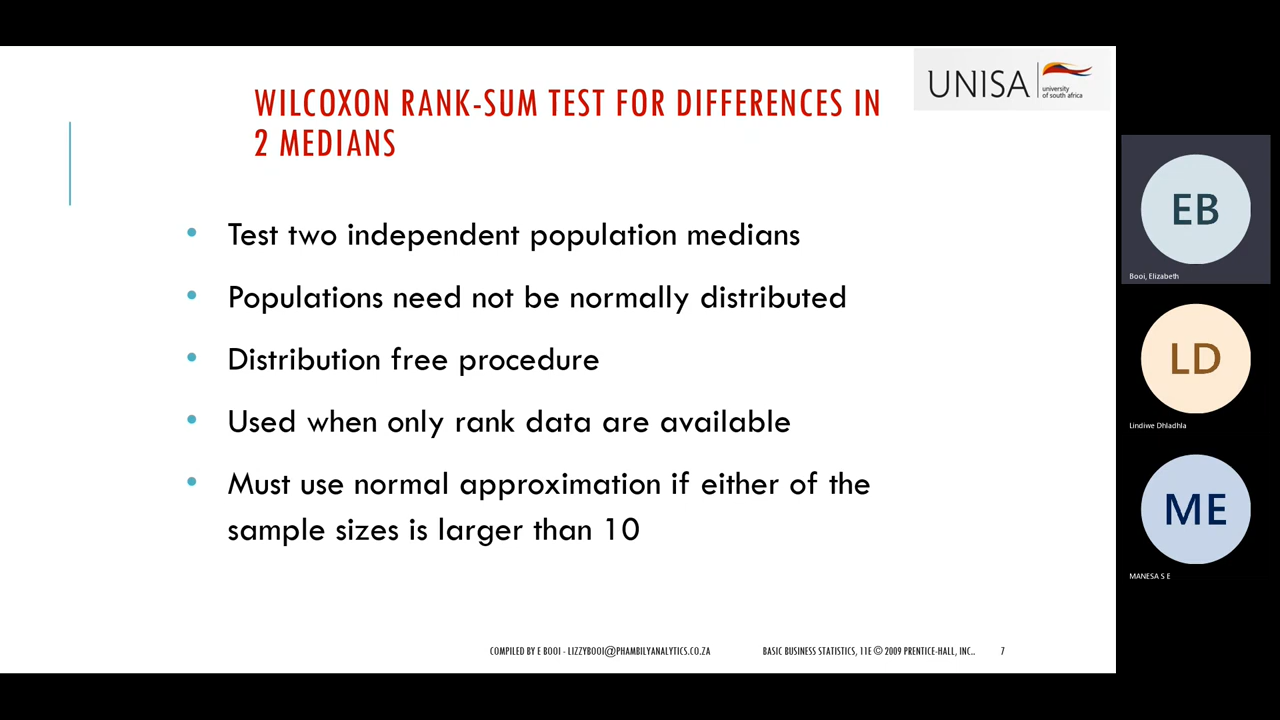 UNISA
university
of south africa
WILCOXON RANK-SUM TEST FOR DIFFERENCES IN
2 MEDIANS
• Test two independent population medians
• Populations need not be normally distributed
• Distribution free procedure
• Used when only rank data are available
• Must use normal approximation if either of the
sample sizes is larger than 10
COMPILED BY E BOOI - LIZZYBOOI@PHAMBILYANALYTICS.CO.ZA
BASIC BUSINESS STATISTICS, 11E © 2009 PRENTICE-HALL, INC..
7
EB
Booi, Elizabeth
LD
Lindiwe Dhladhla
ME
MANESA S E